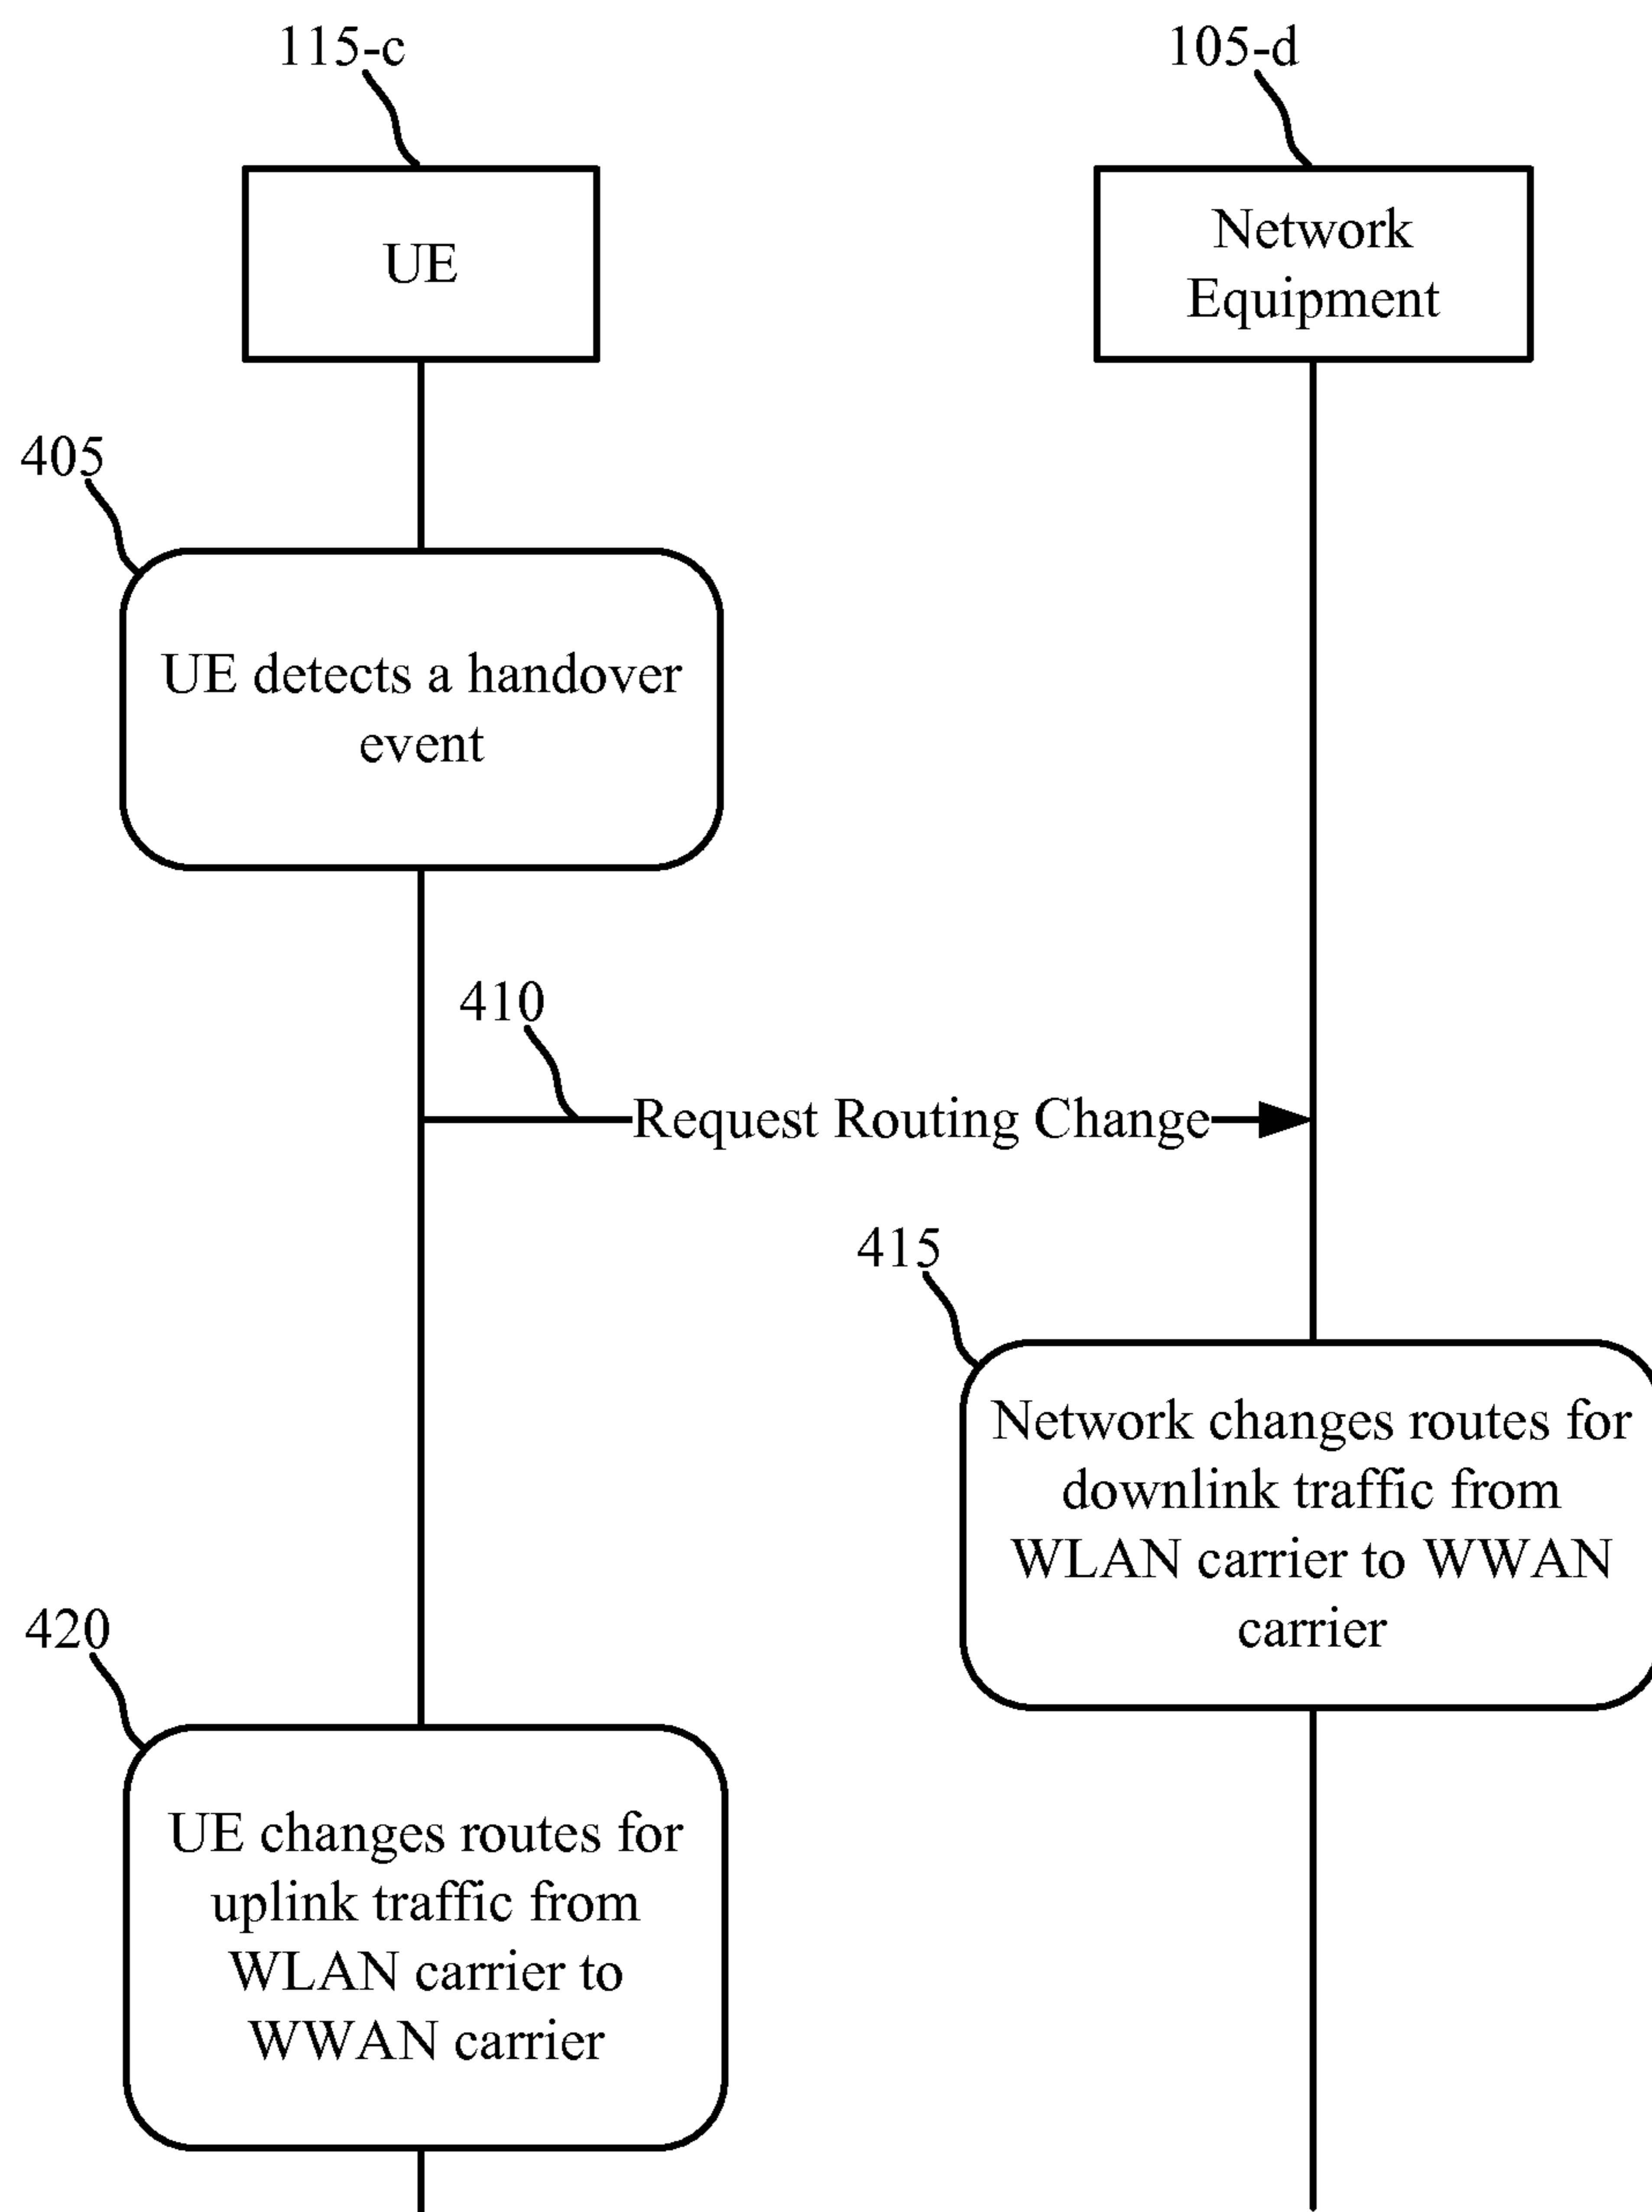 115-c
105-d
UE
Network
Equipment
405
UE detects a handover
event
410
Request Routing Change
415
Network changes routes for
downlink traffic from
WLAN carrier to WWAN
carrier
420
UE changes routes for
uplink traffic from
WLAN carrier to
WWAN carrier